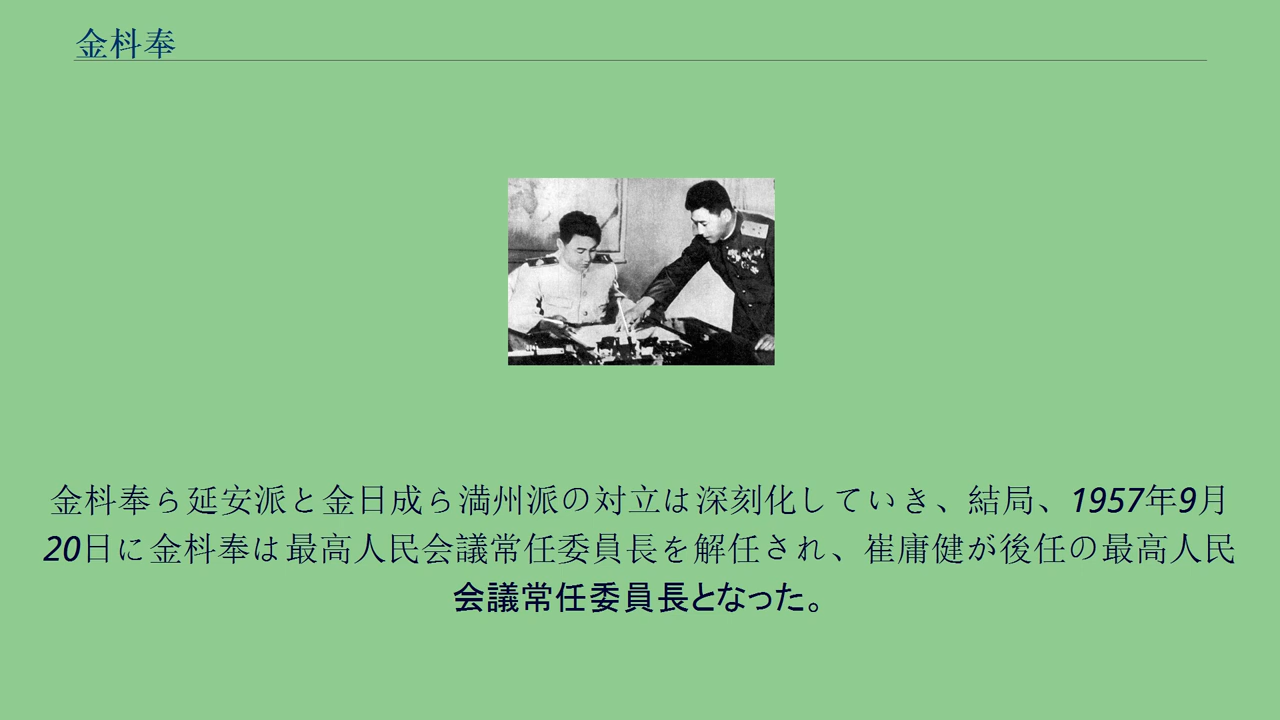 金枓奉
金枓奉ら延安派と金日成ら満州派の対立は深刻化していき、結局、1957年9月
20日に金枓奉は最高人民会議常任委員長を解任され、崔庸健が後任の最高人民
会議常任委員長となった。